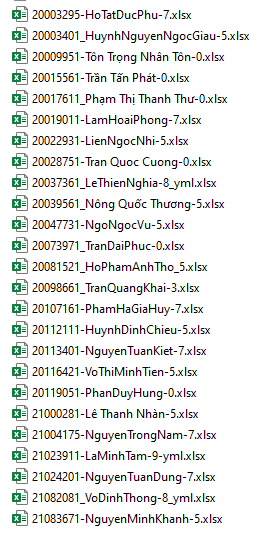 20003295-HoTatDucPhu-7.xlsx
20003401_HuynhNguyenNgocGiau-5.xlsx
20009951-Tôn Trọng Nhân Tôn-0.xlsx
20015561-Trần Tấn Phát-0.xlsx
20017611_Phạm Thị Thanh Thư-0.xlsx
20019011-LamHoaiPhong-7.xlsx
20022931-LienNgocNhi-5.xlsx
20028751-Tran Quoc Cuong-0.xlsx
20037361_LeThienNghia-8_yml.xlsx
20039561_Nông Quốc Thương-5.xlsx
20047731-NgoNgocVu-5.xlsx
20073971_TranDaiPhuc-0.xlsx
20081521_HoPhamAnhTho_5.xlsx
20098661_TranQuangKhai-3.xlsx
20107161-PhamHaGiaHuy-7.xlsx
20112111-HuynhDinhChieu-5.xlsx
20113401-NguyenTuanKiet-7.xlsx
20116421-VoThiMinhTien-5.xlsx
20119051-PhanDuyHung-0.xlsx
21000281-Lê Thanh Nhàn-5.xlsx
21004175-NguyenTrongNam-7.xlsx
21023911-LaMinhTam-9-yml.xlsx
21024201-NguyenTuanDung-7.xlsx
21082081_VoDinhThong-8_yml.xlsx
21083671-NguyenMinhKhanh-5.xlsx